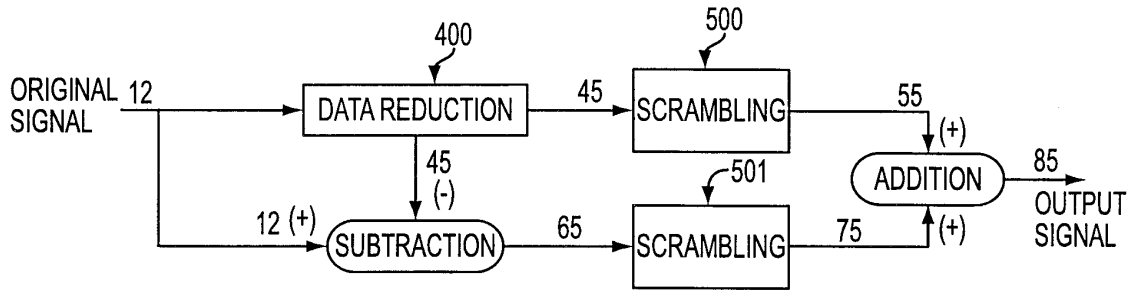 400
500
ORIGINAL
SIGNAL
12
DATA REDUCTION
45
SCRAMBLING
55
(+)
45
(-)
501
ADDITION
85
OUTPUT
SIGNAL
12 (+)
SUBTRACTION
65
SCRAMBLING
75
(+)